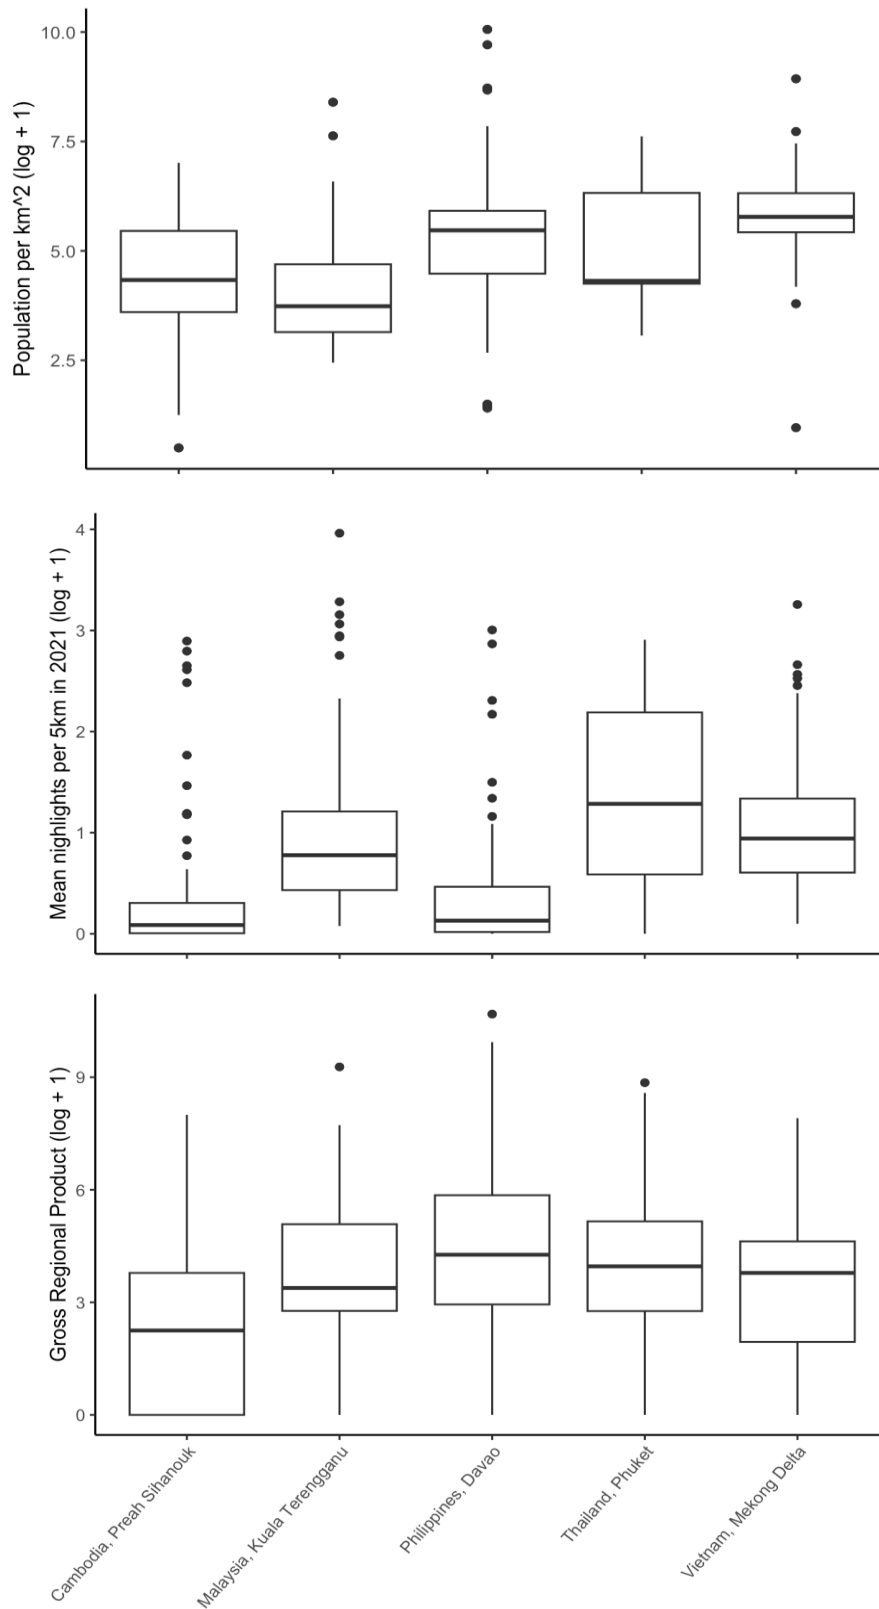 Population per km^2 (log + 1)
10.0
7.5
5.0
2.5
Mean nighlights per 5km in 2021 (log + 1)
4
3
2
1
0
Gross Regional Product (log + 1)
9
6
3
0
Cambodia, Preah Sihanouk
Malaysia, Kuala Terengganu
Philippines, Davao
Thailand, Phuket
Vietnam, Mekong Delta